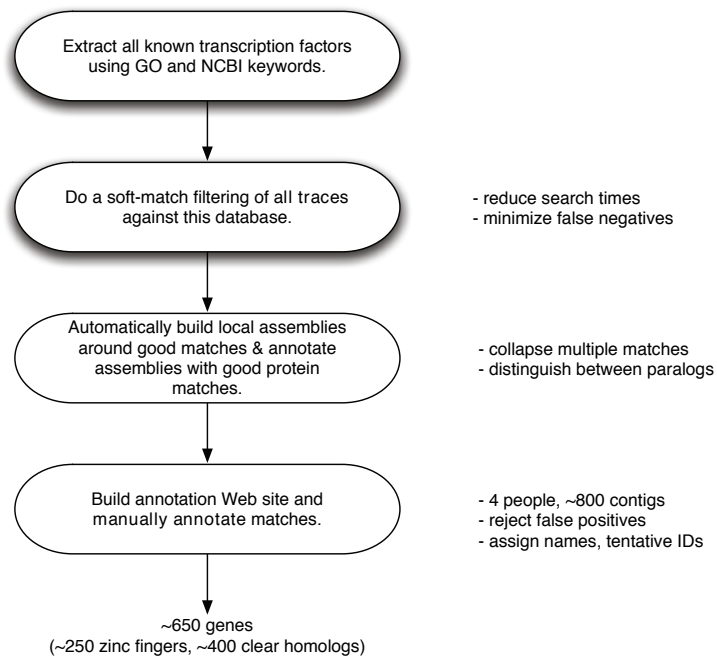 Extract all known transcription factors
using GO and NCBI keywords.
Do a soft-match filtering of all traces
against this database.
- reduce search times
- minimize false negatives
Automatically build local assemblies
around good matches & annotate
assemblies with good protein
matches.
- collapse multiple matches
- distinguish between paralogs
Build annotation Web site and
manually annotate matches.
- 4 people, ~800 contigs
- reject false positives
- assign names, tentative IDs
~650 genes
(~250 zinc fingers, ~400 clear homologs)